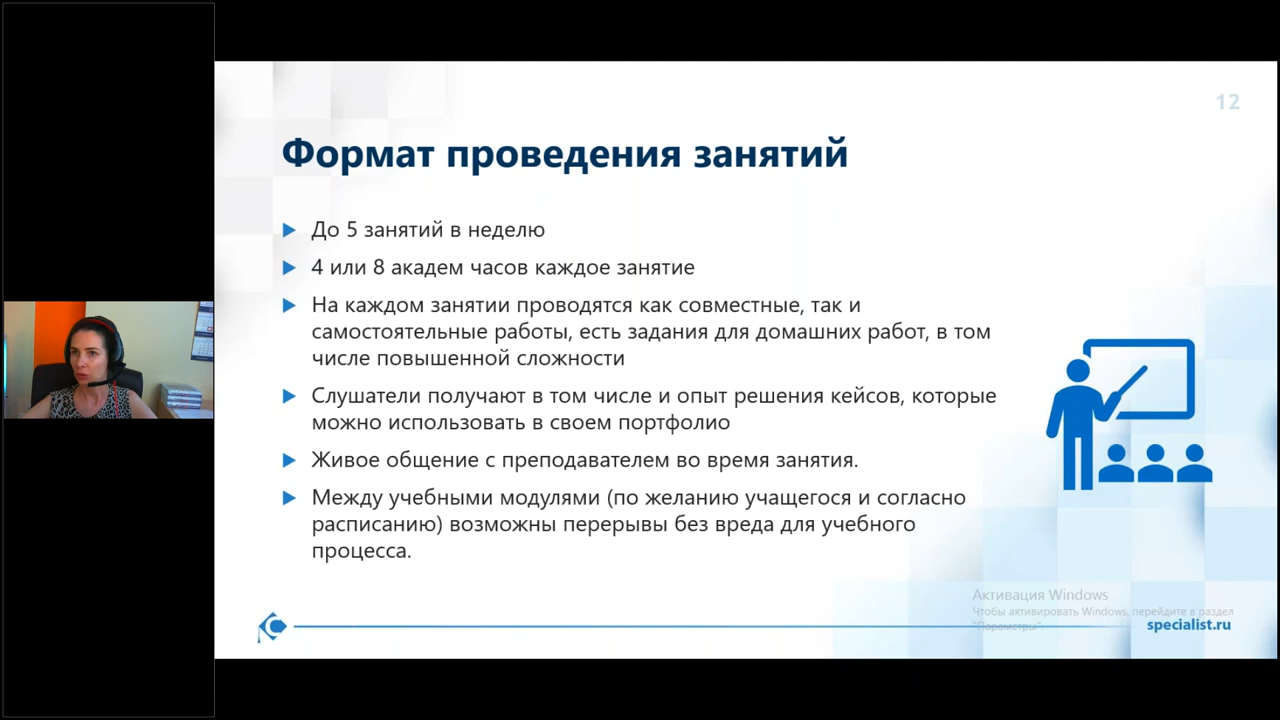 12
Формат проведения занятий
До 5 занятий в неделю
4 или 8 академ часов каждое занятие
На каждом занятии проводятся как совместные, так и
самостоятельные работы, есть задания для домашних работ, в том
числе повышенной сложности
Слушатели получают в том числе и опыт решения кейсов, которые
можно использовать в своем портфолио
Живое общение с преподавателем во время занятия.
Между учебными модулями (по желанию учащегося и согласно
расписанию) возможны перерывы без вреда для учебного
процесса.
Активация Windows
Чтобы активировать Windows, перейдите в раздел
"Параметры".
specialist.ru